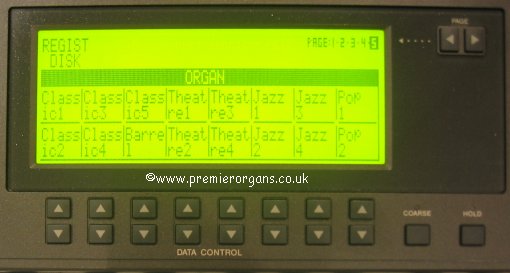 REGIST
PAGE:1·2·3·4·5
PAGE
DISK
ORGAN
Class Class Class Theat Theat Jazz Jazz Pop
ic1 ic3 ic5 re1 re3 1 3 1
Class Class Barre Theat Theat Jazz Jazz Pop
ic2 ic4 l re2 re4 2 4 2
©www.premierorgans.co.uk
COARSE HOLD
DATA CONTROL